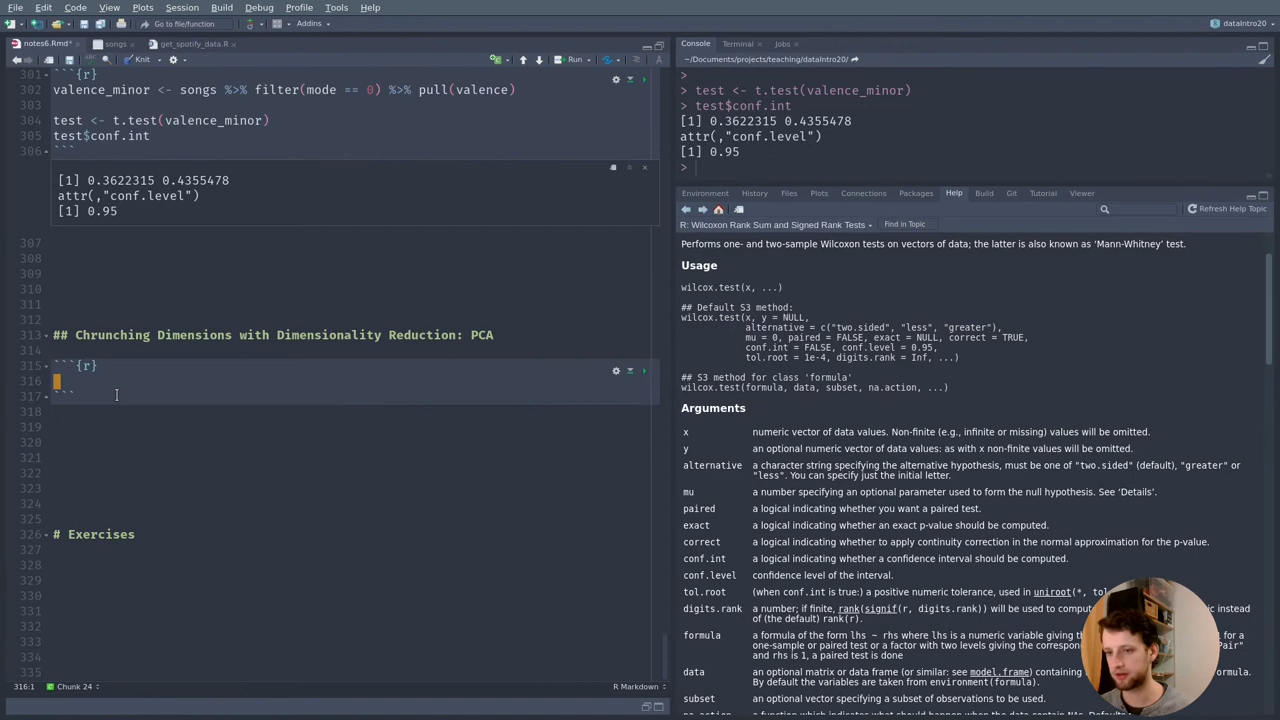 File Edit Code View Plots Session Build Debug Profile Tools Help
Go to file/function Addins dataIntro20
notes6.Rmd* songs get_spotify_data.R
Knit Run
301 ```{r}
302 valence_minor <- songs %>% filter(mode == 0) %>% pull(valence)
303
304 test <- t.test(valence_minor)
305 test$conf.int
306 ```
[1] 0.3622315 0.4355478
attr(,"conf.level")
[1] 0.95
307
308
309
310
311
312
313 ## Chrunching Dimensions with Dimensionality Reduction: PCA
314
315 ```{r}
316
317 ```
318
319
320
321
322
323
324
325
326 # Exercises
327
328
329
330
331
332
333
334
335
316:1 Chunk 24 R Markdown
Console Terminal Jobs
~/Documents/projects/teaching/dataIntro20/
>
> test <- t.test(valence_minor)
> test$conf.int
[1] 0.3622315 0.4355478
attr(,"conf.level")
[1] 0.95
>
Environment History Files Plots Connections Packages Help Build Git Tutorial Viewer
Refresh Help Topic
R: Wilcoxon Rank Sum and Signed Rank Tests Find in Topic
Performs one- and two-sample Wilcoxon tests on vectors of data; the latter is also known as ‘Mann-Whitney’ test.
Usage
wilcox.test(x, ...)
## Default S3 method:
wilcox.test(x, y = NULL,
alternative = c("two.sided", "less", "greater"),
mu = 0, paired = FALSE, exact = NULL, correct = TRUE,
conf.int = FALSE, conf.level = 0.95,
tol.root = 1e-4, digits.rank = Inf, ...)
## S3 method for class 'formula'
wilcox.test(formula, data, subset, na.action, ...)
Arguments
x numeric vector of data values. Non-finite (e.g., infinite or missing) values will be omitted.
y an optional numeric vector of data values: as with x non-finite values will be omitted.
alternative a character string specifying the alternative hypothesis, must be one of "two.sided" (default), "greater" or
"less". You can specify just the initial letter.
mu a number specifying an optional parameter used to form the null hypothesis. See ‘Details’.
paired a logical indicating whether you want a paired test.
exact a logical indicating whether an exact p-value should be computed.
correct a logical indicating whether to apply continuity correction in the normal approximation for the p-value.
conf.int a logical indicating whether a confidence interval should be computed.
conf.level confidence level of the interval.
tol.root (when conf.int is true:) a positive numeric tolerance, used in uniroot(*, tol
digits.rank a number; if finite, rank(signif(r, digits.rank)) will be used to instead
of (the default) rank(r).
formula a formula of the form lhs ~ rhs where lhs is a numeric variable giving for a
one-sample or paired test or a factor with two levels giving the Pair"
and rhs is 1, a paired test is done
data an optional matrix or data frame (or similar: see model.frame) containing
By default the variables are taken from environment(formula).
subset an optional vector specifying a subset of observations to be used.